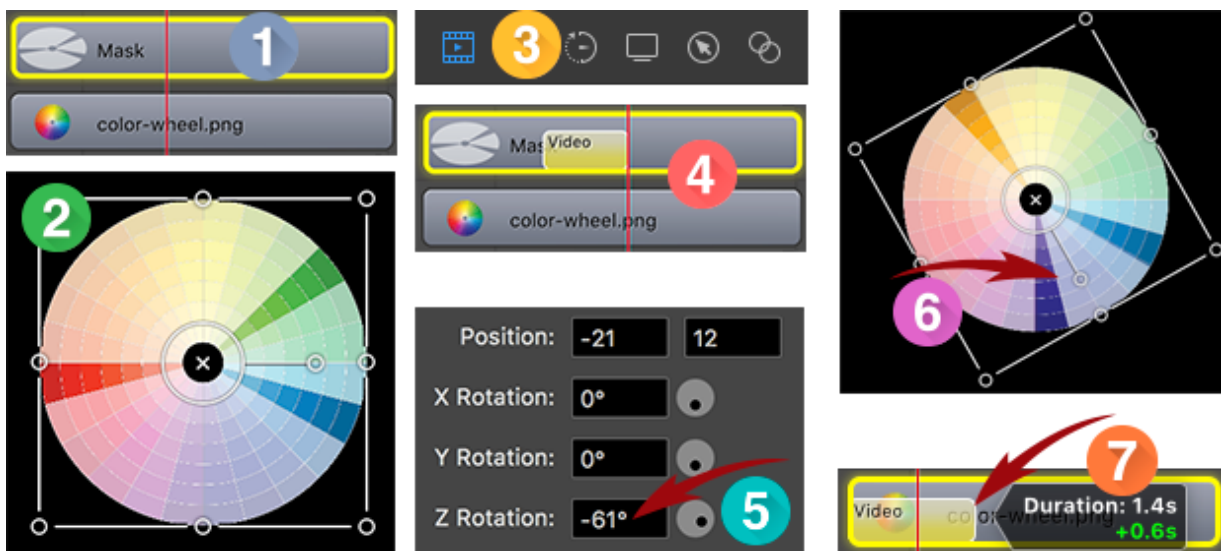 Mask
1
color-wheel.png
2
3
Mas Video
4
color-wheel.png
Position: -21 12
X Rotation: 0°
Y Rotation: 0°
Z Rotation: -61°
5
6
7
Video
Duration: 1.4s
+0.6s